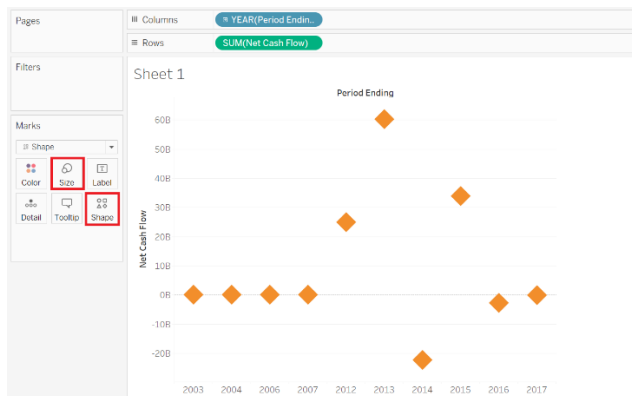 Pages
Columns
YEAR(Period Endin..
Rows
SUM(Net Cash Flow)
Filters
Sheet 1
Period Ending
Marks
Shape
Color
Size
Label
Detail
Tooltip
Shape
Net Cash Flow
60B
50B
40B
30B
20B
10B
0B
-10B
-20B
2003 2004 2006 2007 2012 2013 2014 2015 2016 2017